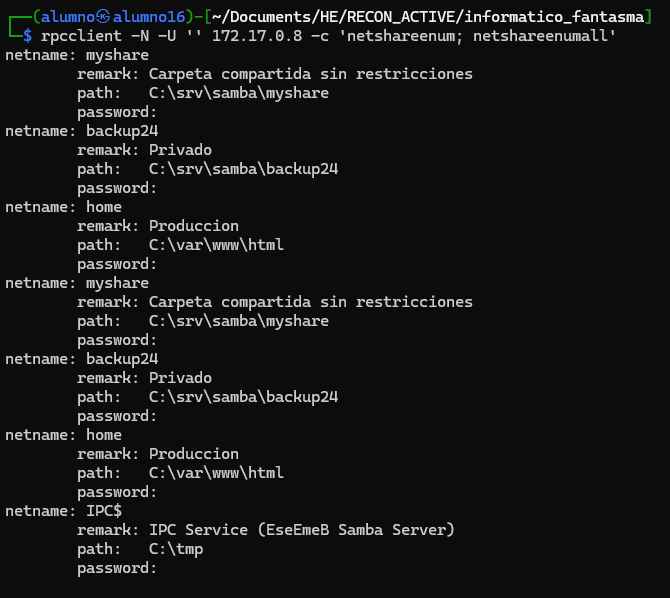 ┌──(alumno㉿alumno16)-[~/Documents/HE/RECON_ACTIVE/informatico_fantasma]
└─$ rpcclient -N -U '' 172.17.0.8 -c 'netshareenum; netshareenumall'
netname: myshare
        remark: Carpeta compartida sin restricciones
        path:   C:\srv\samba\myshare
        password:
netname: backup24
        remark: Privado
        path:   C:\srv\samba\backup24
        password:
netname: home
        remark: Produccion
        path:   C:\var\www\html
        password:
netname: myshare
        remark: Carpeta compartida sin restricciones
        path:   C:\srv\samba\myshare
        password:
netname: backup24
        remark: Privado
        path:   C:\srv\samba\backup24
        password:
netname: home
        remark: Produccion
        path:   C:\var\www\html
        password:
netname: IPC$
        remark: IPC Service (EseEmeB Samba Server)
        path:   C:\tmp
        password: